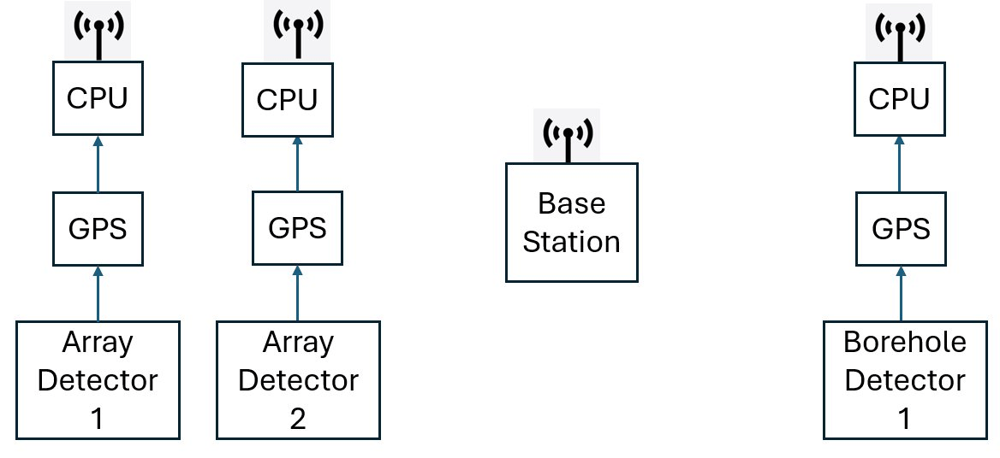 CPU
CPU
CPU
GPS
GPS
Base
Station
GPS
Array
Detector
1
Array
Detector
2
Borehole
Detector
1